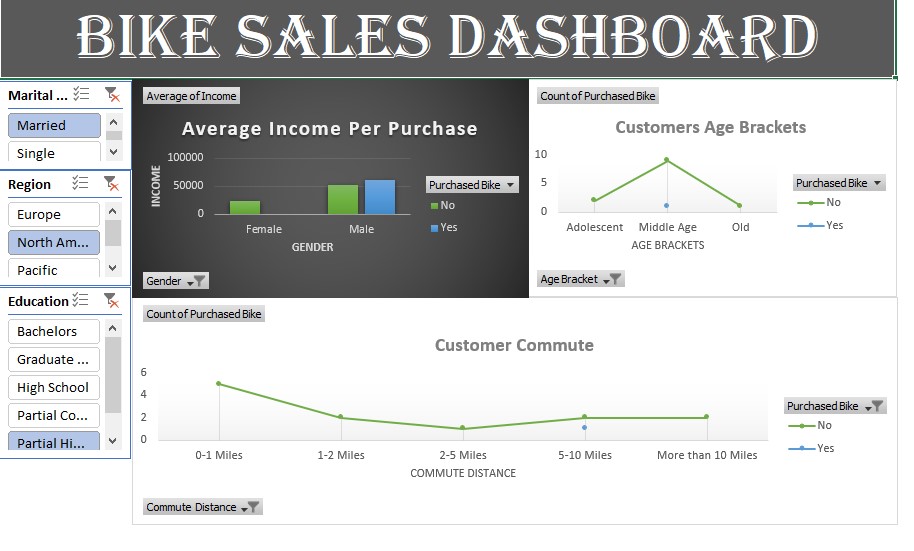 BIKE SALES DASHBOARD
Marital ...
Married
Single
Region
Europe
North Am...
Pacific
Education
Bachelors
Graduate ...
High School
Partial Co...
Partial Hi...
Average of Income
Average Income Per Purchase
INCOME
100000
50000
0
Female
Male
GENDER
Purchased Bike
No
Yes
Gender
Count of Purchased Bike
Customers Age Brackets
10
5
0
Adolescent
Middle Age
Old
AGE BRACKETS
Purchased Bike
No
Yes
Age Bracket
Count of Purchased Bike
Customer Commute
6
4
2
0
0-1 Miles
1-2 Miles
2-5 Miles
5-10 Miles
More than 10 Miles
COMMUTE DISTANCE
Purchased Bike
No
Yes
Commute Distance